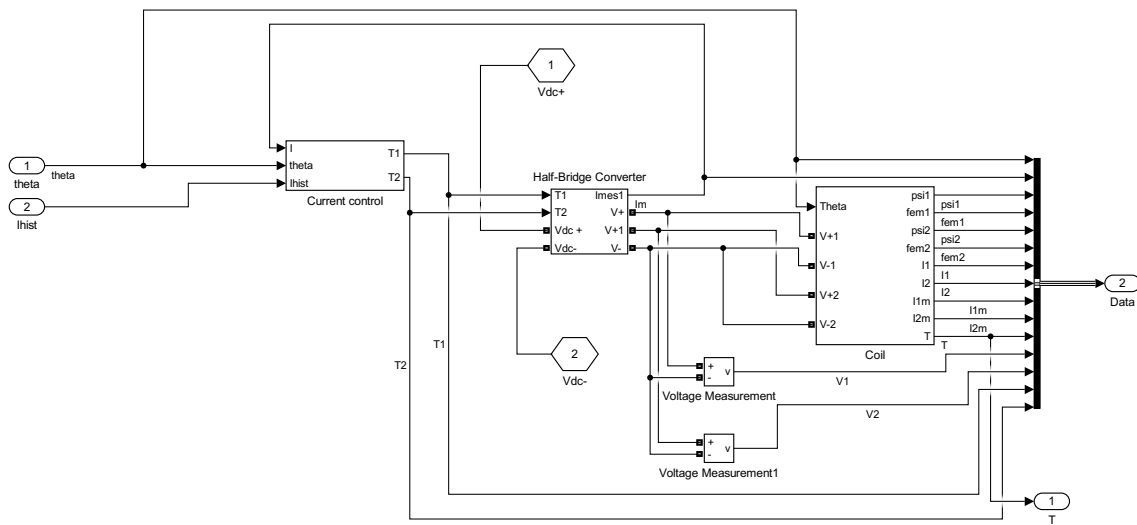 1
theta
theta
2
Ihist
I
theta
Ihist
T1
T2
Current control
1
Vdc+
Half-Bridge Converter
T1
T2
Vdc +
Vdc-
Imes1
V+
V+1
V-
Im
2
Vdc-
T1
T2
Theta
V+1
V-1
V+2
V-2
psi1
fem1
psi2
fem2
I1
I2
I1m
I2m
T
Coil
psi1
fem1
psi2
fem2
I1
I2
I1m
I2m
T
+
-
v
Voltage Measurement
V1
+
-
v
Voltage Measurement1
V2
2
Data
1
T